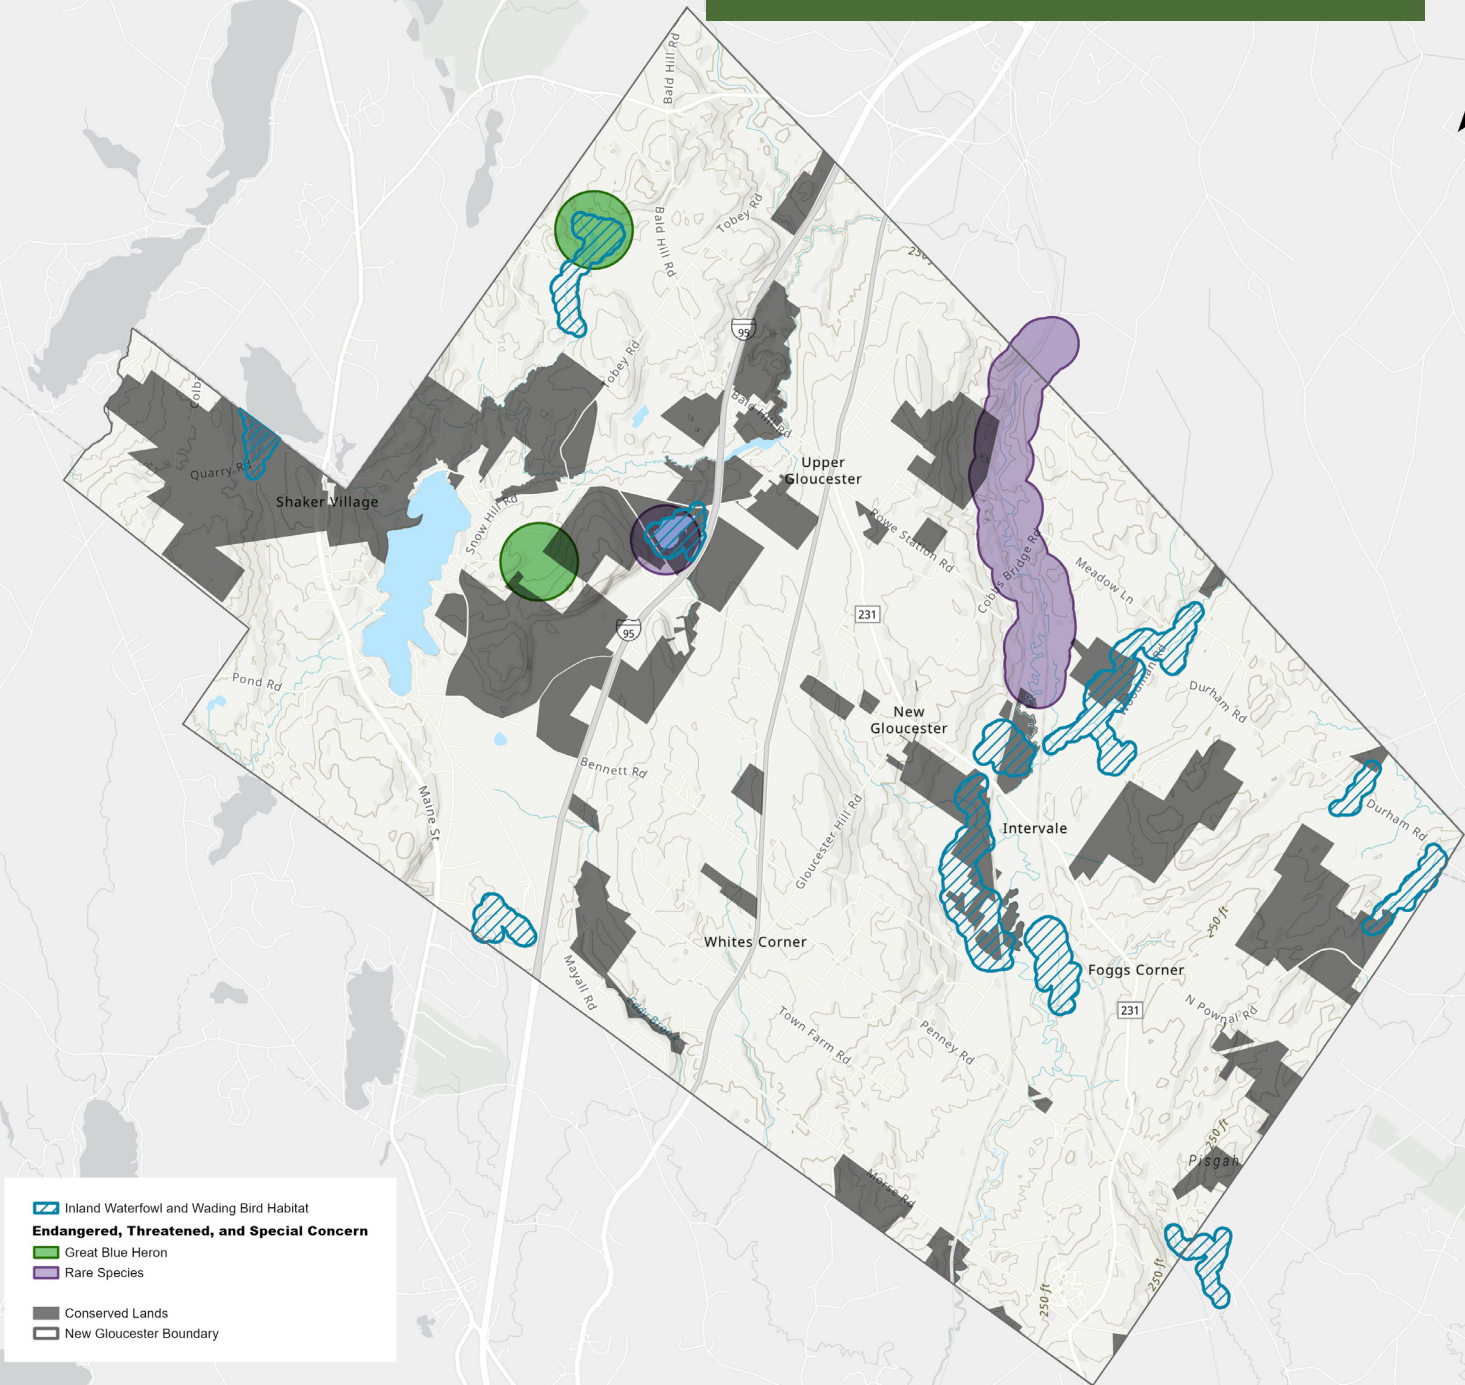 Bald Hill Rd
Tobey Rd
Bald Hill Rd
250 f
95
Tobey Rd
Colb
Bald Hill Rd
Upper
Gloucester
Quarry Rd
Shaker Village
Snow Hill Rd
Rowe Station Rd
Cobbs Bridge Rd
Meadow Ln
231
95
Woodman Rd
Pond Rd
Durham Rd
New
Gloucester
Bennett Rd
Maine St
Gloucester Hill Rd
Intervale
Durham Rd
250 ft
Whites Corner
Foggs Corner
Mayall Rd
Eddy Brook
231
N Pownal Rd
Town Farm Rd
Penney Rd
250 ft
Pisgah
Morse Rd
250 ft
250 ft
Inland Waterfowl and Wading Bird Habitat
Endangered, Threatened, and Special Concern
Great Blue Heron
Rare Species
Conserved Lands
New Gloucester Boundary